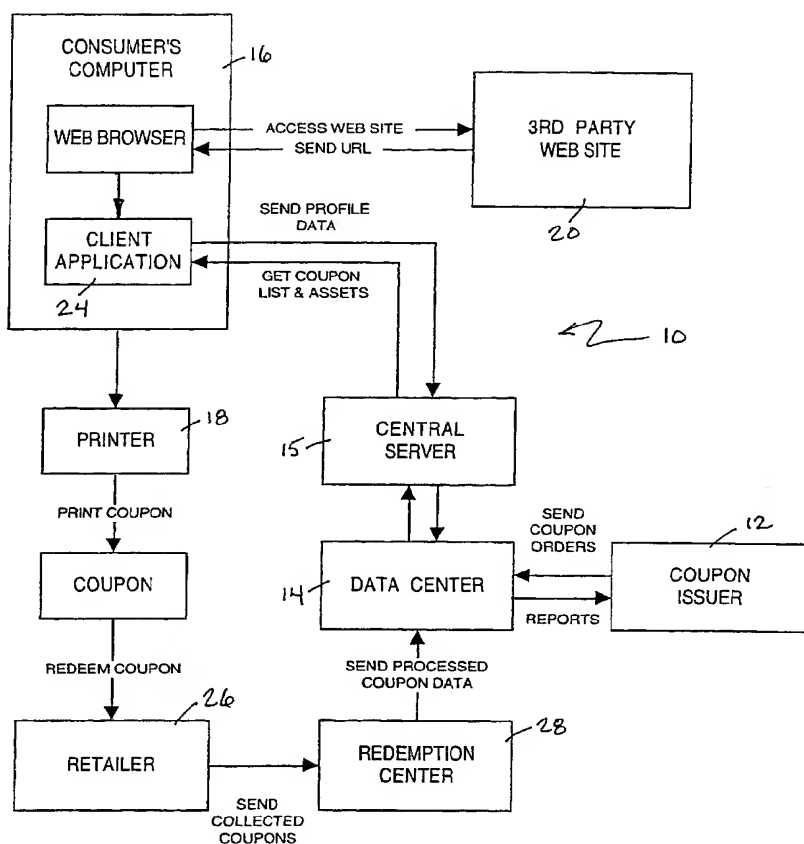 CONSUMER'S
COMPUTER
16
WEB BROWSER
ACCESS WEB SITE
SEND URL
3RD PARTY
WEB SITE
20
CLIENT
APPLICATION
24
SEND PROFILE
DATA
GET COUPON
LIST & ASSETS
10
PRINTER
18
CENTRAL
SERVER
15
PRINT COUPON
SEND
COUPON
ORDERS
12
COUPON
DATA CENTER
14
COUPON
ISSUER
REPORTS
REDEEM COUPON
SEND PROCESSED
COUPON DATA
26
RETAILER
REDEMPTION
CENTER
28
SEND
COLLECTED
COUPONS